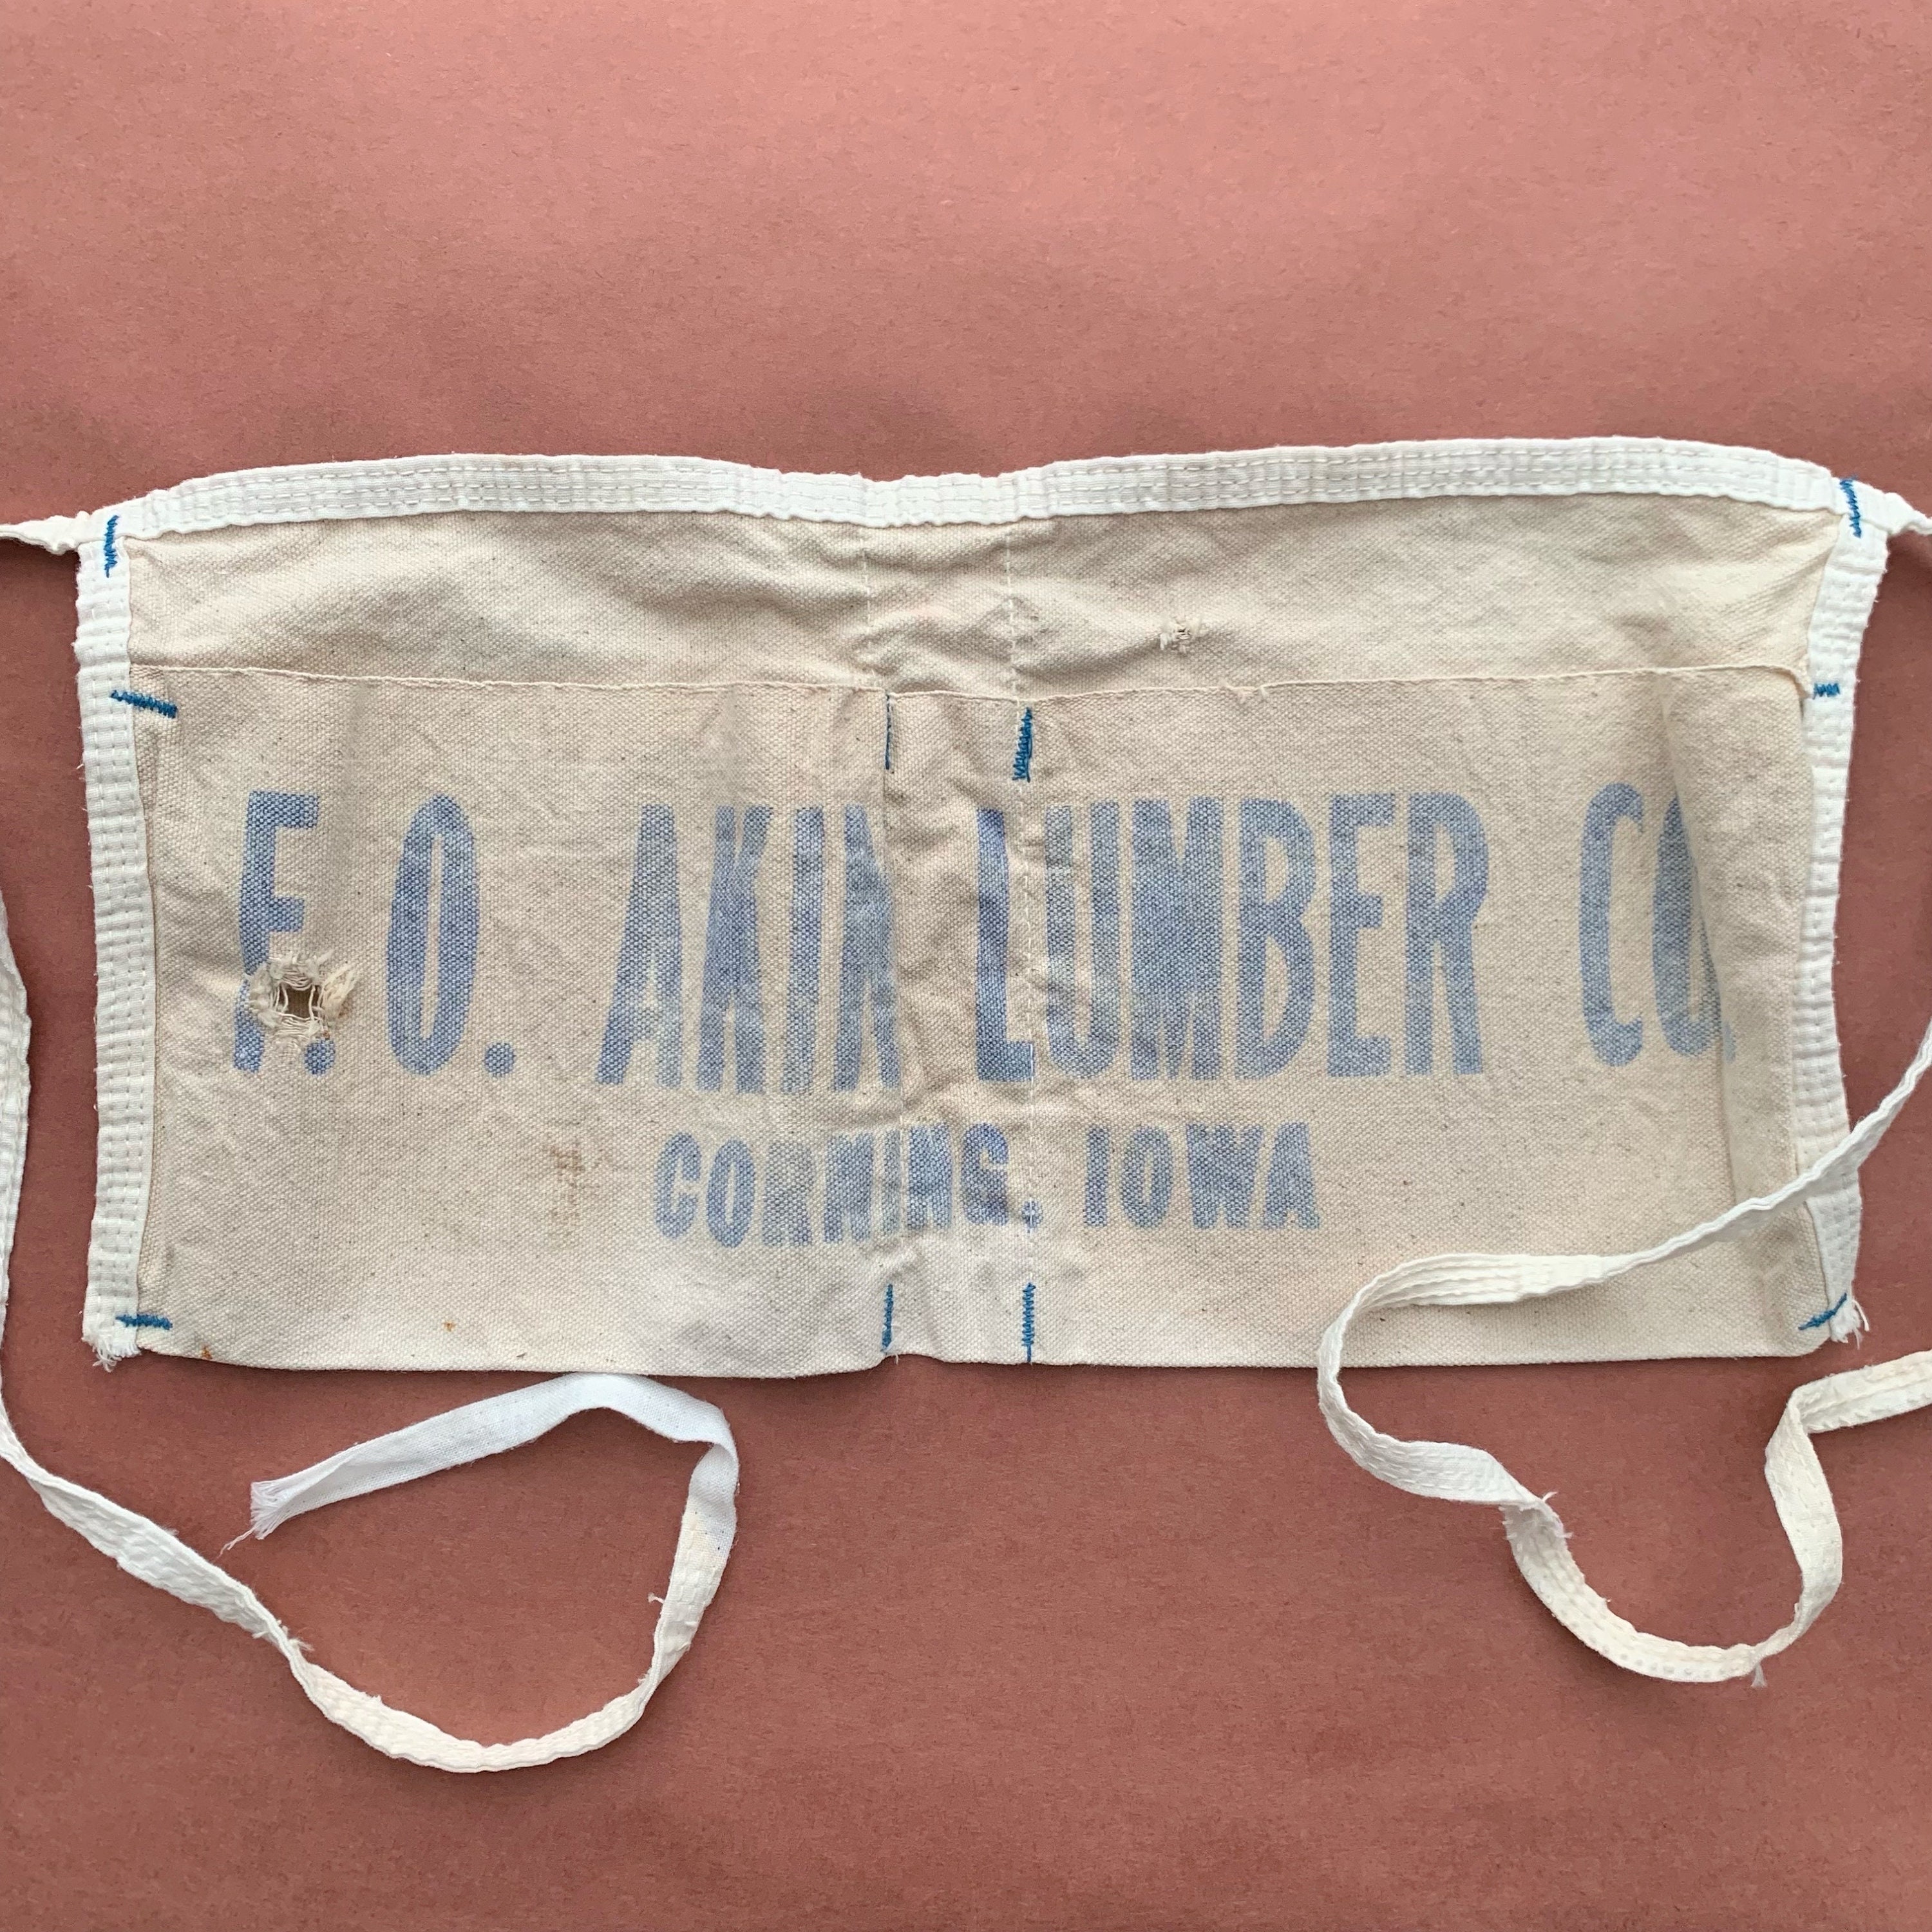 F.O. AKIN LUMBER CO.
CORNING, IOWA